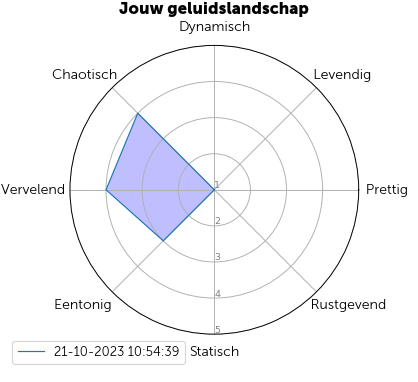 Jouw geluidslandschap
Dynamisch
Chaotisch
Levendig
Vervelend
1
Prettig
2
3
4
Eentonig
Rustgevend
5
21-10-2023 10:54:39
Statisch